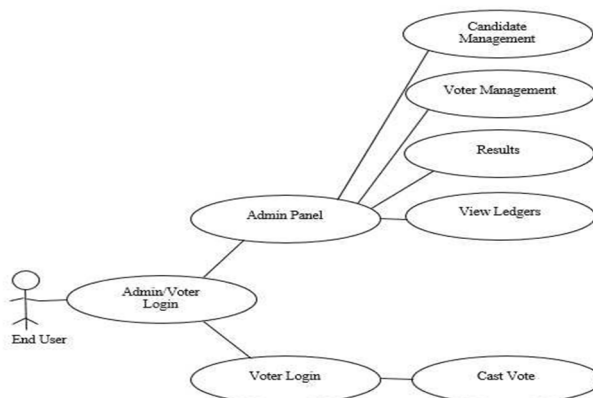 Candidate
Management
Voter Management
Results
View Ledgers
Admin Panel
Admin/Voter
Login
End User
Voter Login
Cast Vote